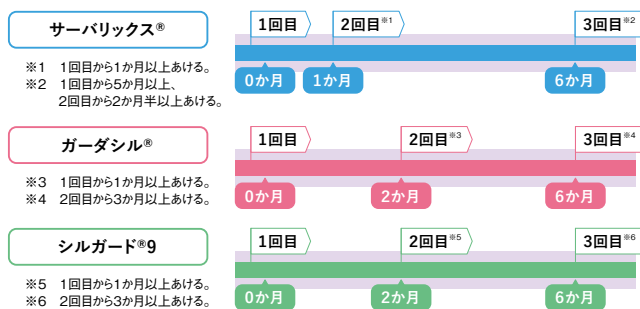 サーバリックス®
※1 1回目から1か月以上あける。
※2 1回目から5か月以上、
2回目から2か月半以上あける。
1回目
2回目※1
3回目※2
0か月
1か月
6か月
ガーダシル®
※3 1回目から1か月以上あける。
※4 2回目から3か月以上あける。
1回目
2回目※3
3回目※4
0か月
2か月
6か月
シルガード®9
※5 1回目から1か月以上あける。
※6 2回目から3か月以上あける。
1回目
2回目※5
3回目※6
0か月
2か月
6か月